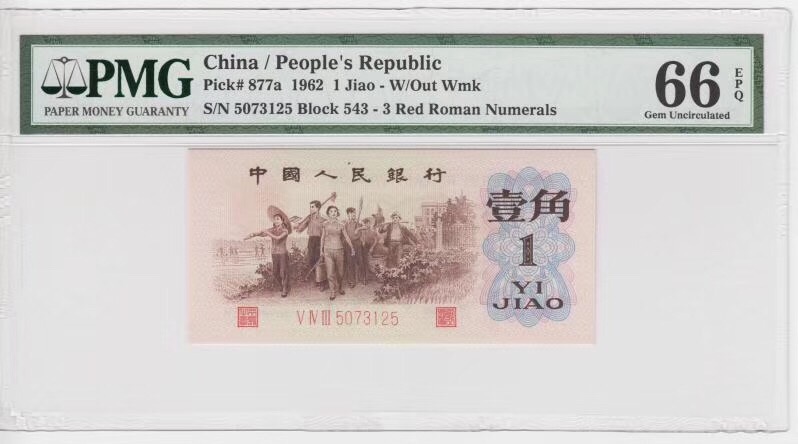 PMG
PAPER MONEY GUARANTY
China / People's Republic
Pick# 877a 1962 1 Jiao - W/Out Wmk
S/N 5073125 Block 543 - 3 Red Roman Numerals
66
EPQ
Gem Uncirculated
中國人民銀行
壹角
1
YI
JIAO
V IV III 5073125